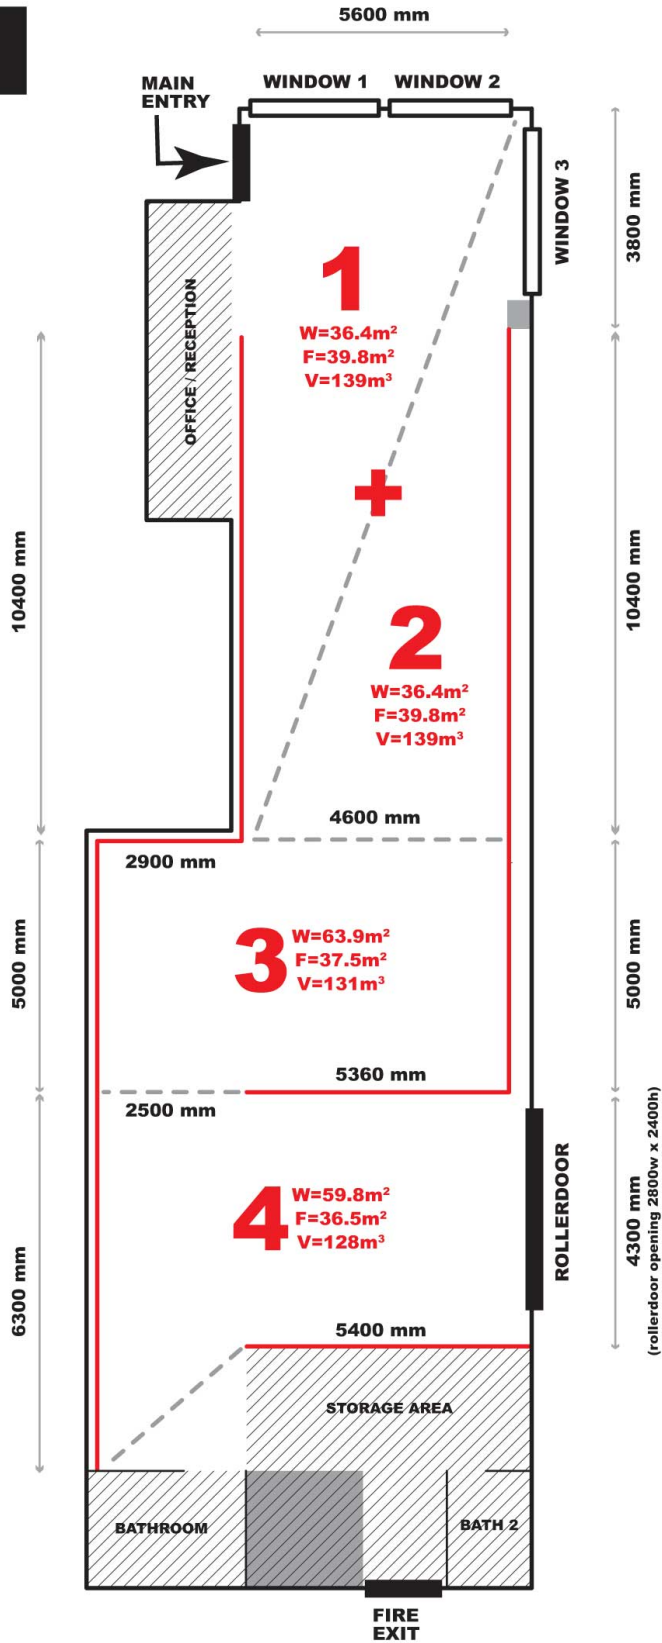 5600 mm
WINDOW 1
WINDOW 2
MAIN
ENTRY
WINDOW 3
3800 mm
1
W=36.4m²
F=39.8m²
V=139m³
OFFICE / RECEPTION
+
10400 mm
10400 mm
2
W=36.4m²
F=39.8m²
V=139m³
4600 mm
2900 mm
3
W=63.9m²
F=37.5m²
V=131m³
5000 mm
5000 mm
5360 mm
2500 mm
4
W=59.8m²
F=36.5m²
V=128m³
ROLLERDOOR
4300 mm
(rollerdoor opening 2800w x 2400h)
6300 mm
5400 mm
STORAGE AREA
BATHROOM
BATH 2
FIRE
EXIT